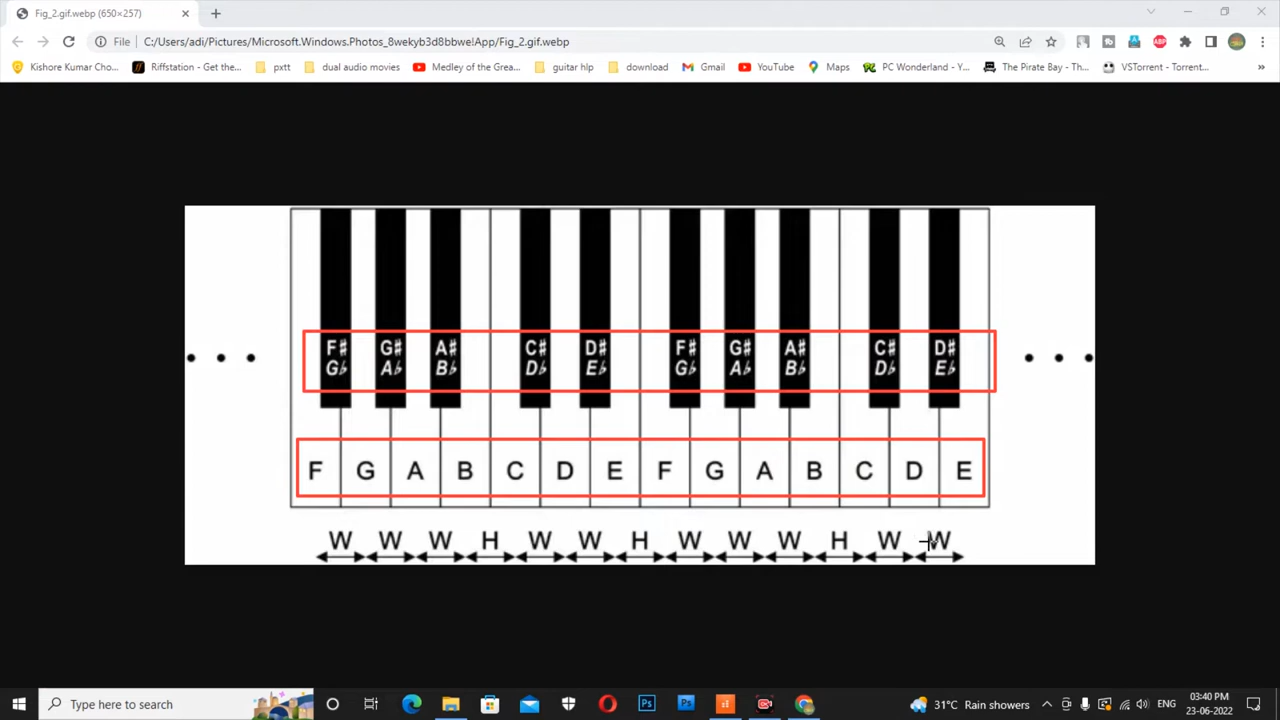 Fig_2.gif.webp (650×257)
File C:/Users/adi/Pictures/Microsoft.Windows.Photos_8wekyb3d8bbwe!App/Fig_2.gif.webp
Kishore Kumar Cho... Riffstation - Get the... pxtt dual audio movies Medley of the Grea... guitar hlp download Gmail YouTube Maps PC Wonderland - Y... The Pirate Bay - Th... VSTorrent - Torrent...
F♯ G♯ A♯ C♯ D♯ F♯ G♯ A♯ C♯ D♯
G♭ A♭ B♭ D♭ E♭ G♭ A♭ B♭ D♭ E♭
F G A B C D E F G A B C D E
W W W H W W H W W W H W W
Type here to search 31°C Rain showers ENG 03:40 PM
23-06-2022